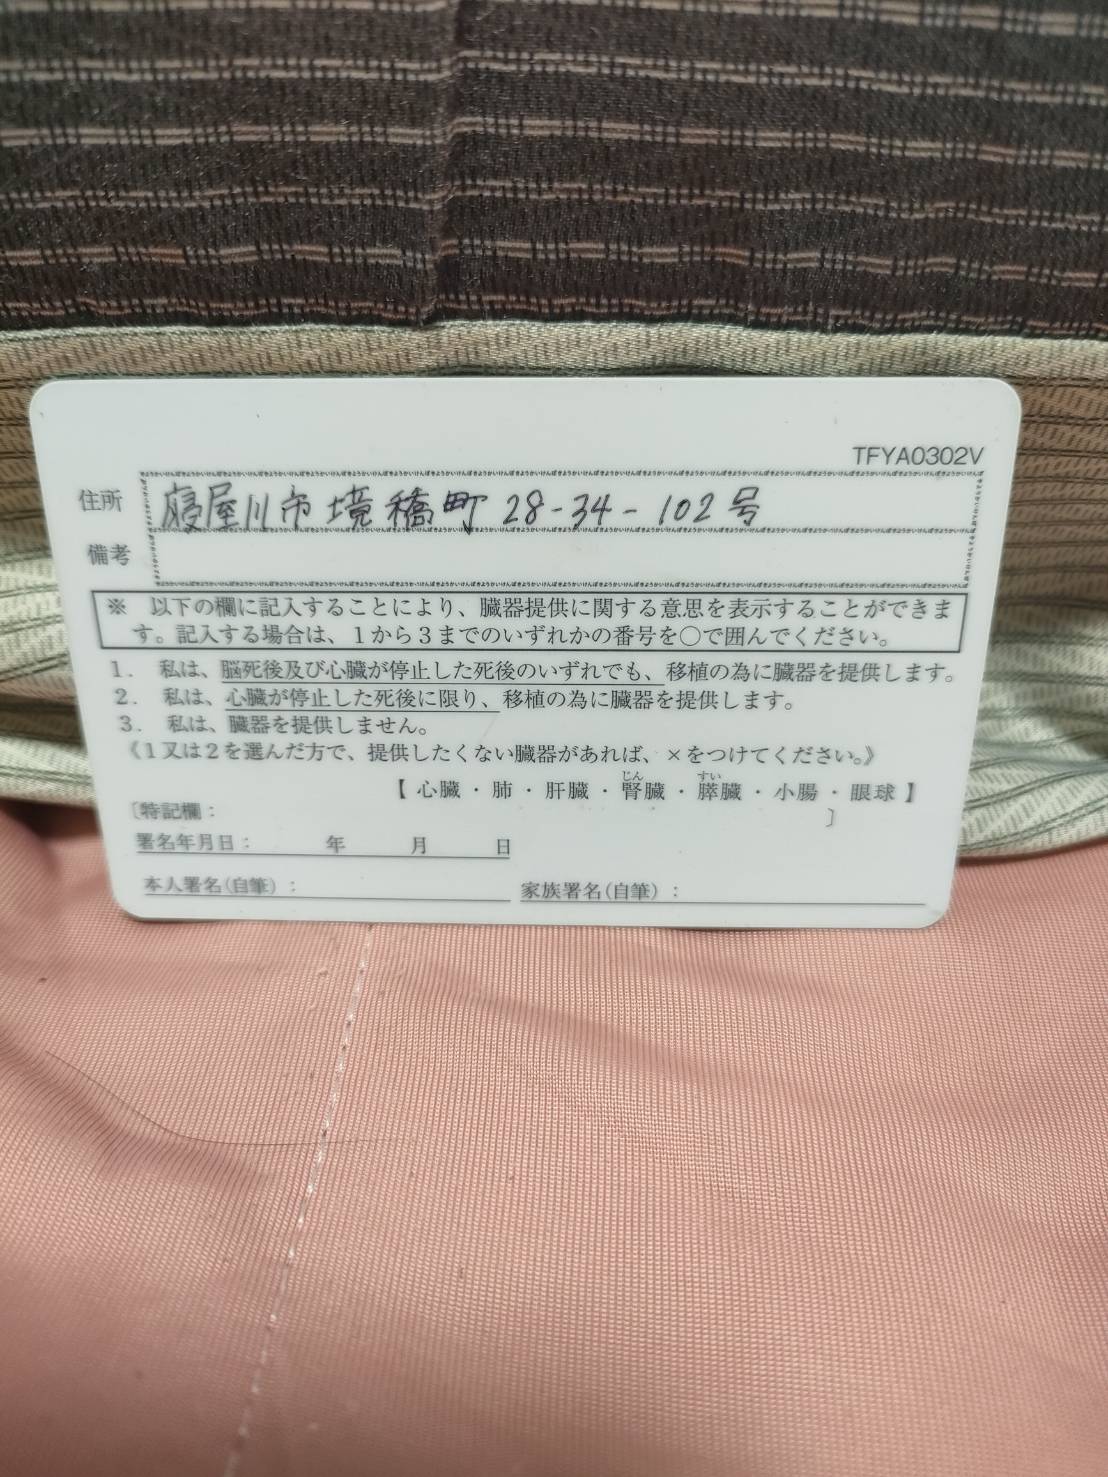 TFYA0302V
住所 寝屋川市境橋町28-34-102号
備考
※ 以下の欄に記入することにより、臓器提供に関する意思を表示することができま
す。記入する場合は、1から3までのいずれかの番号を○で囲んでください。
1. 私は、脳死後及び心臓が停止した死後のいずれでも、移植の為に臓器を提供します。
2. 私は、心臓が停止した死後に限り、移植の為に臓器を提供します。
3. 私は、臓器を提供しません。
《1又は2を選んだ方で、提供したくない臓器があれば、×をつけてください。》
じん すい
【 心臓・肺・肝臓・腎臓・膵臓・小腸・眼球 】
〔特記欄: 〕
署名年月日: 年 月 日
本人署名(自筆): 家族署名(自筆):